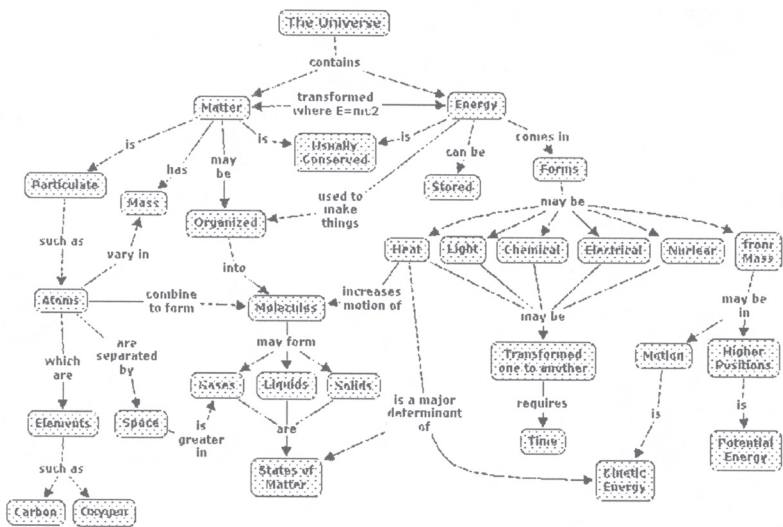 The Universe
contains
Matter
transformed
where E=mc2
Energy
is
has
may
be
is
Usually
Conserved
is
can be
comes in
Particulate
Mass
Organized
used to
make
things
Stored
Forms
such as
vary in
into
may be
Heat
Light
Chemical
Electrical
Nuclear
from
Mass
Atoms
combine
to form
Molecules
increases
motion of
may be
may be
in
which
are
are
separated
by
may form
Transformed
one to another
Motion
Higher
Positions
Gases
Liquids
Solids
is a major
determinant
of
requires
is
is
Elements
Space
is
greater
in
are
Time
Potential
Energy
such as
States of
Matter
Kinetic
Energy
Carbon
Oxygen